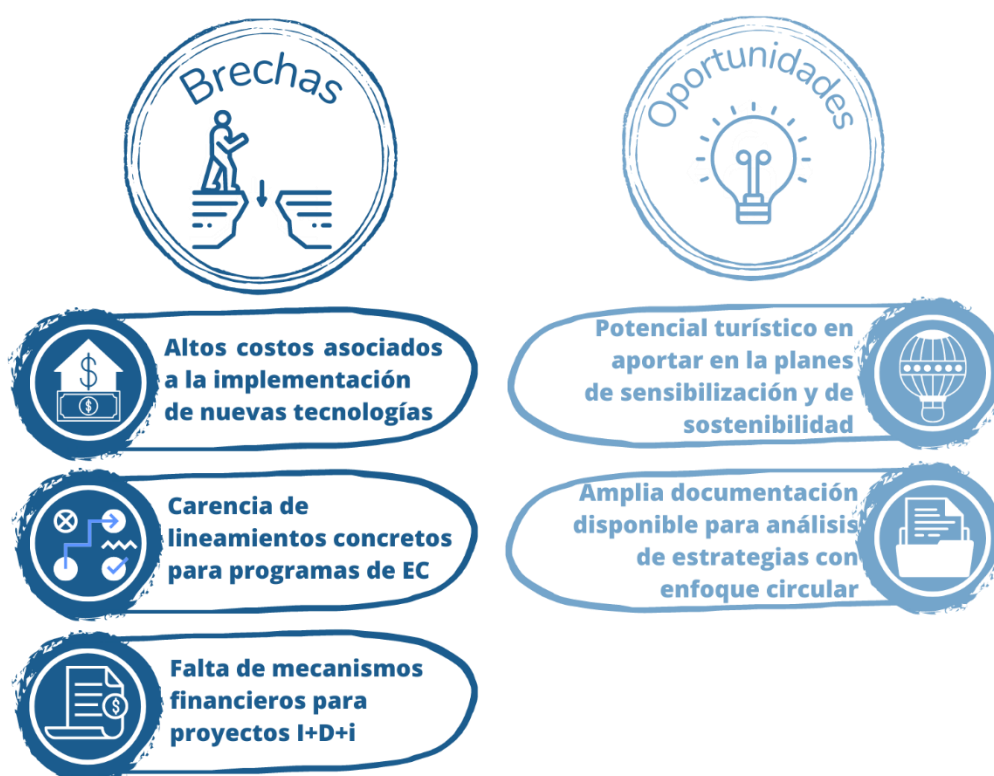 Brechas
Altos costos asociados
a la implementación
de nuevas tecnologías
Carencia de
lineamientos concretos
para programas de EC
Falta de mecanismos
financieros para
proyectos I+D+i
Oportunidades
Potencial turístico en
aportar en la planes
de sensibilización y de
sostenibilidad
Amplia documentación
disponible para análisis
de estrategias con
enfoque circular